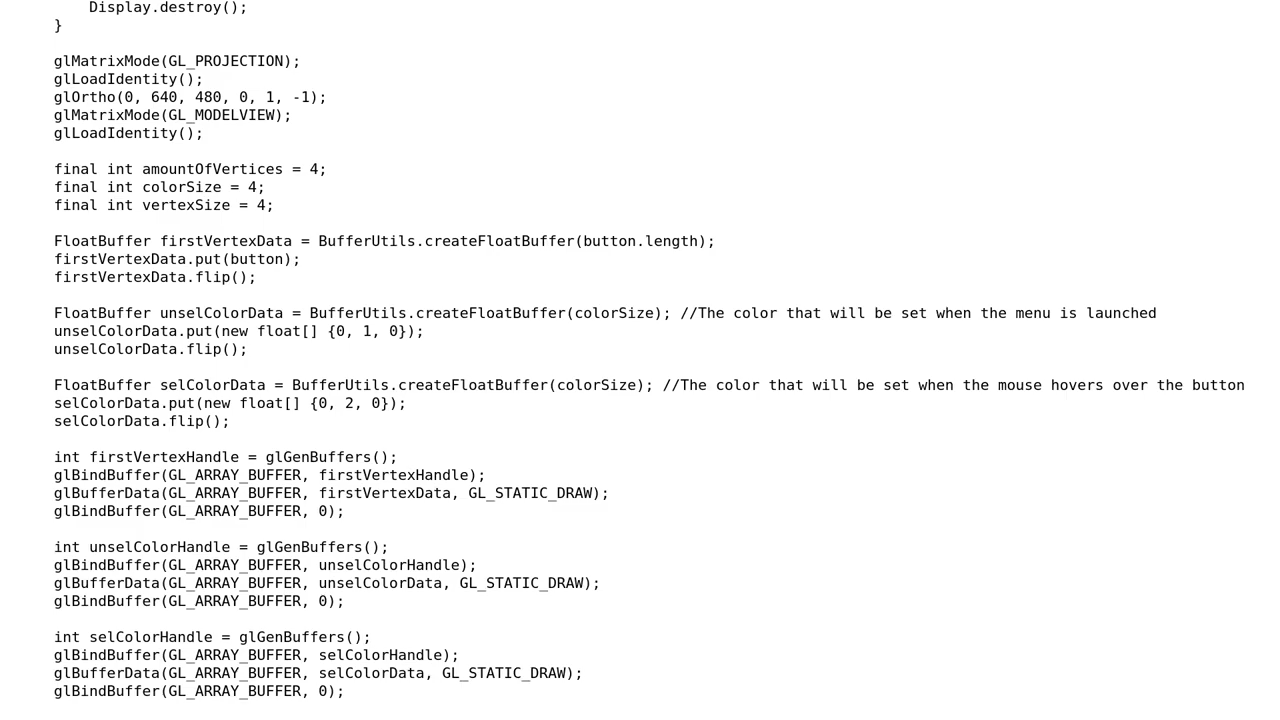 Display.destroy();
}
glMatrixMode(GL_PROJECTION);
glLoadIdentity();
glOrtho(0, 640, 480, 0, 1, -1);
glMatrixMode(GL_MODELVIEW);
glLoadIdentity();
final int amountOfVertices = 4;
final int colorSize = 4;
final int vertexSize = 4;
FloatBuffer firstVertexData = BufferUtils.createFloatBuffer(button.length);
firstVertexData.put(button);
firstVertexData.flip();
FloatBuffer unselColorData = BufferUtils.createFloatBuffer(colorSize); //The color that will be set when the menu is launched
unselColorData.put(new float[] {0, 1, 0});
unselColorData.flip();
FloatBuffer selColorData = BufferUtils.createFloatBuffer(colorSize); //The color that will be set when the mouse hovers over the button
selColorData.put(new float[] {0, 2, 0});
selColorData.flip();
int firstVertexHandle = glGenBuffers();
glBindBuffer(GL_ARRAY_BUFFER, firstVertexHandle);
glBufferData(GL_ARRAY_BUFFER, firstVertexData, GL_STATIC_DRAW);
glBindBuffer(GL_ARRAY_BUFFER, 0);
int unselColorHandle = glGenBuffers();
glBindBuffer(GL_ARRAY_BUFFER, unselColorHandle);
glBufferData(GL_ARRAY_BUFFER, unselColorData, GL_STATIC_DRAW);
glBindBuffer(GL_ARRAY_BUFFER, 0);
int selColorHandle = glGenBuffers();
glBindBuffer(GL_ARRAY_BUFFER, selColorHandle);
glBufferData(GL_ARRAY_BUFFER, selColorData, GL_STATIC_DRAW);
glBindBuffer(GL_ARRAY_BUFFER, 0);